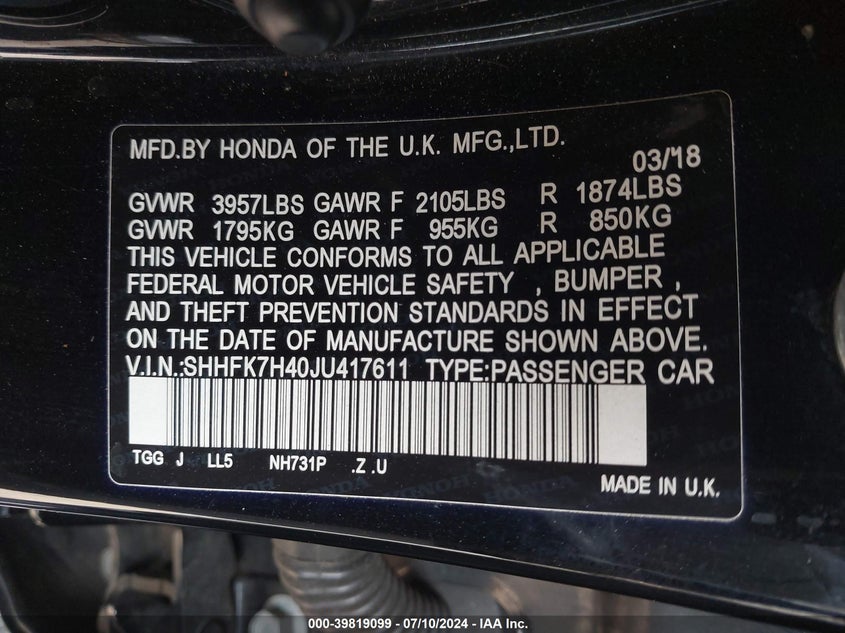 MFD.BY HONDA OF THE U.K. MFG.,LTD.
03/'18
GVWR 3957LBS GAWR F 2105LBS R 1874LBS
GVWR 1795KG GAWR F 955KG R 850KG
THIS VEHICLE CONFORMS TO ALL APPLICABLE
FEDERAL MOTOR VEHICLE SAFETY , BUMPER ,
AND THEFT PREVENTION STANDARDS IN EFFECT
ON THE DATE OF MANUFACTURE SHOWN ABOVE.
V.I.N.:SHHFK7H40JU417611 TYPE:PASSENGER CAR
TGG J LL5 NH731P .Z .U
MADE IN U.K.
HONDA
000-39819099 - 07/10/2024 - IAA Inc.